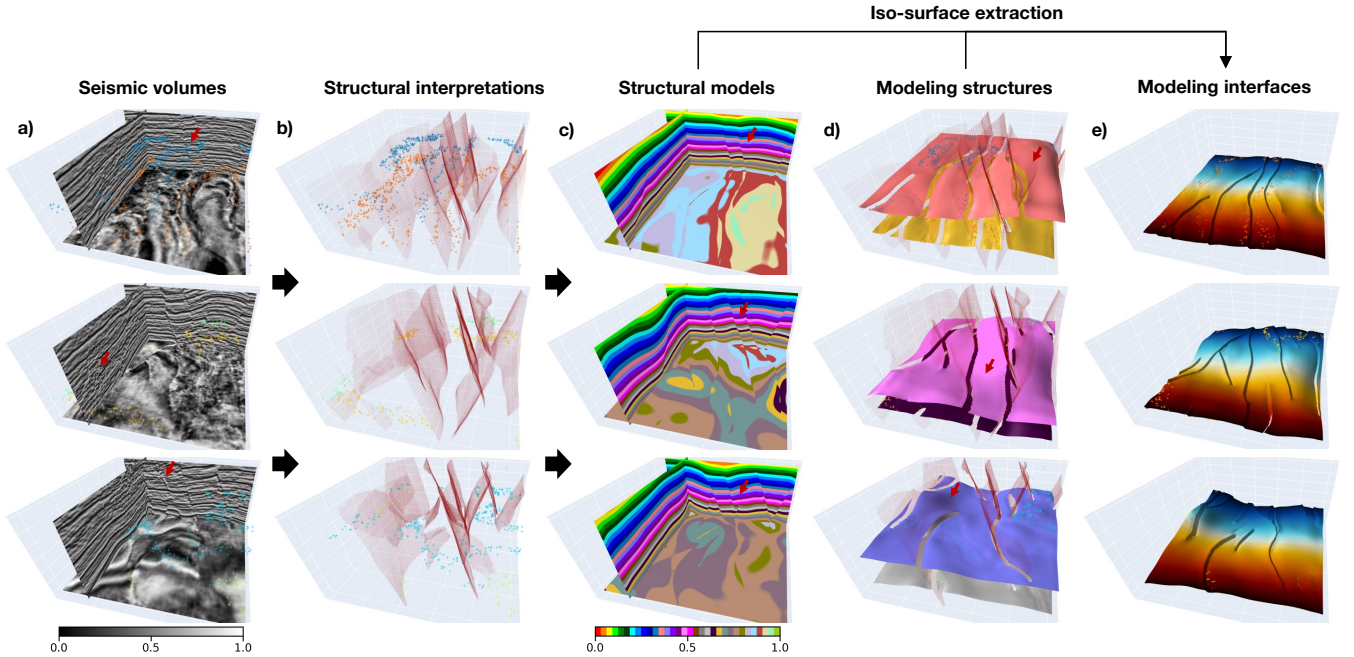 Iso-surface extraction
Seismic volumes
Structural interpretations
Structural models
Modeling structures
Modeling interfaces
a)
b)
c)
d)
e)
0.0
0.5
1.0
0.0
0.5
1.0